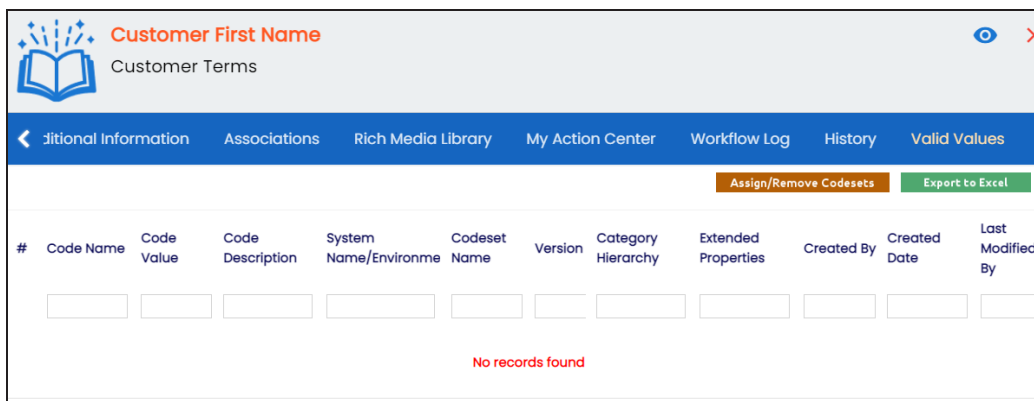 Customer First Name
Customer Terms
ditional Information Associations Rich Media Library My Action Center Workflow Log History Valid Values
Assign/Remove Codesets Export to Excel
# Code Name Code Value Code Description System Name/Environme Codeset Name Version Category Hierarchy Extended Properties Created By Created Date Last Modified By
No records found